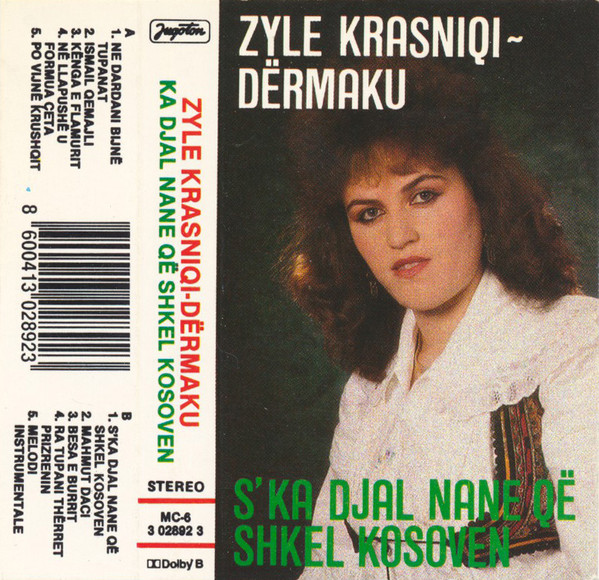 Jugoton
A
1. NE DARDANI BIJNË
TUPANAT
2. ISMAIL QEMAJLI
3. KËNGA E FLAMURIT
4. NË LLAPUSHË U
FORMUA ÇETA
5. PO VIJNË KRUSHQIT
8 600413 028923
B
1. S'KA DJAL NANE QË
SHKEL KOSOVEN
2. MAHMUT DACI
3. BESA E BURRIT
4. RA TUPANI THËRRET
PRIZRENIN
5. MELODI
INSTRUMENTALE
ZYLE KRASNIQI-DËRMAKU
KA DJAL NANE QË SHKEL KOSOVEN
STEREO
MC-6
3 02892 3
Dolby B
ZYLE KRASNIQI~
DËRMAKU
S'KA DJAL NANE QË
SHKEL KOSOVEN